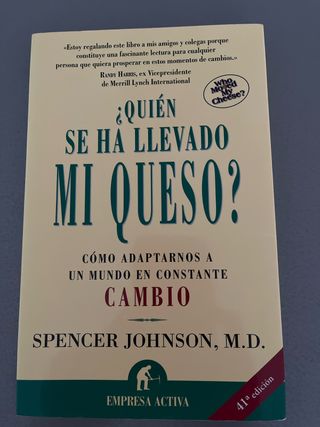 «Estoy regalando este libro a mis amigos y colegas porque
constituye una fascinante lectura para cualquier
persona que quiera prosperar en estos momentos de cambios.»
RANDY HARRIS, ex Vicepresidente
de Merrill Lynch International
Who
Moved
My
Cheese?
¿QUIÉN
SE HA LLEVADO
MI QUESO?
CÓMO ADAPTARNOS A
UN MUNDO EN CONSTANTE
CAMBIO
SPENCER JOHNSON, M.D.
41ª edición
EMPRESA ACTIVA